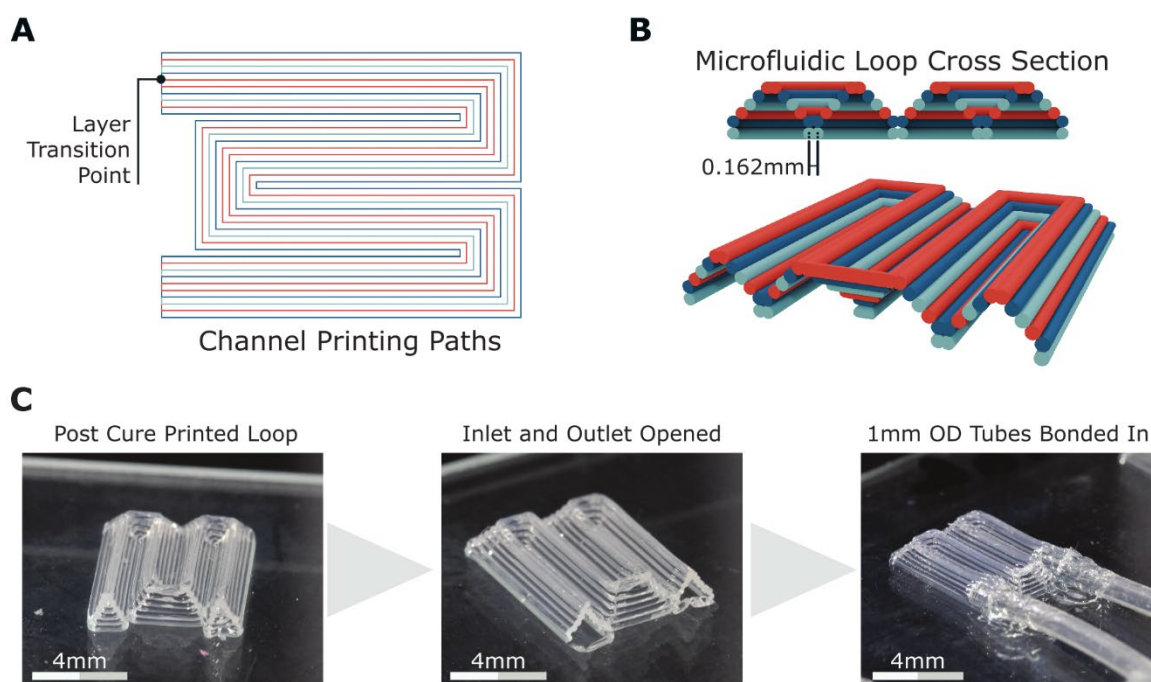 A
Layer
Transition
Point
Channel Printing Paths
B
Microfluidic Loop Cross Section
0.162mm
C
Post Cure Printed Loop
Inlet and Outlet Opened
1mm OD Tubes Bonded In
4mm
4mm
4mm